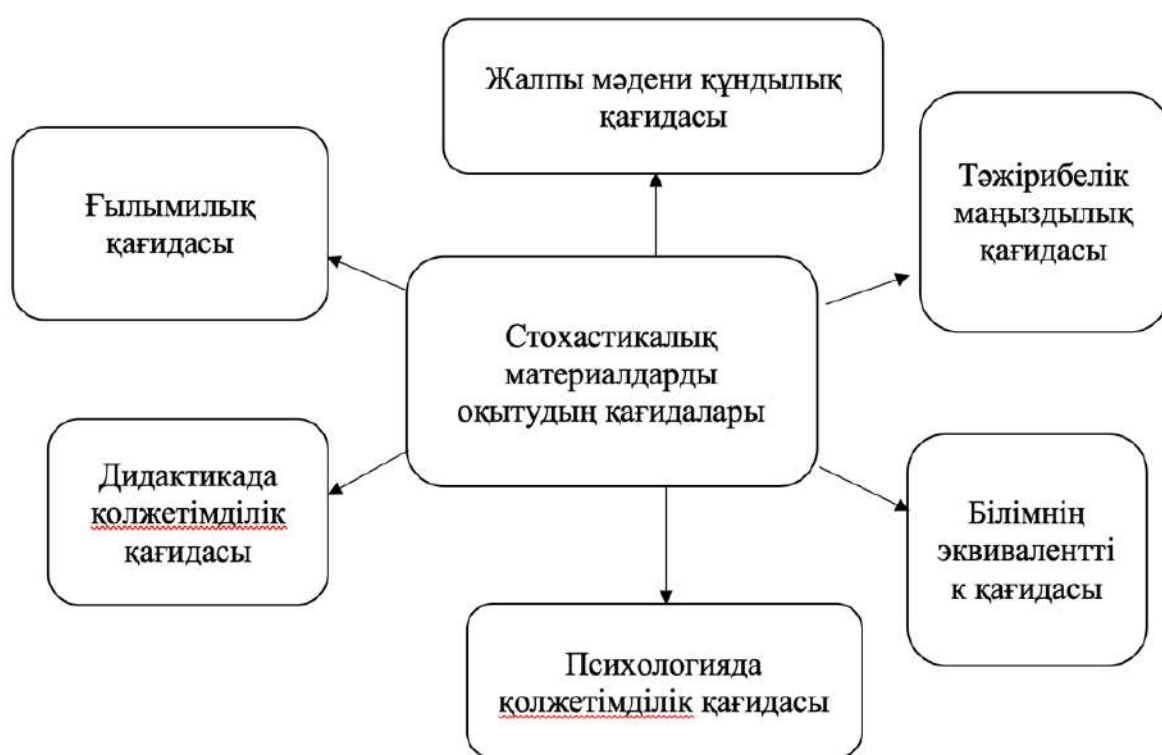 Жалпы мәдени құндылық
қағидасы
Ғылымилық
қағидасы
Тәжірибелік
маңыздылық
қағидасы
Стохастикалық
материалдарды
оқытудың қағидалары
Дидактикада
қолжетімділік
қағидасы
Білімнің
эквивалентті
к қағидасы
Психологияда
қолжетімділік қағидасы